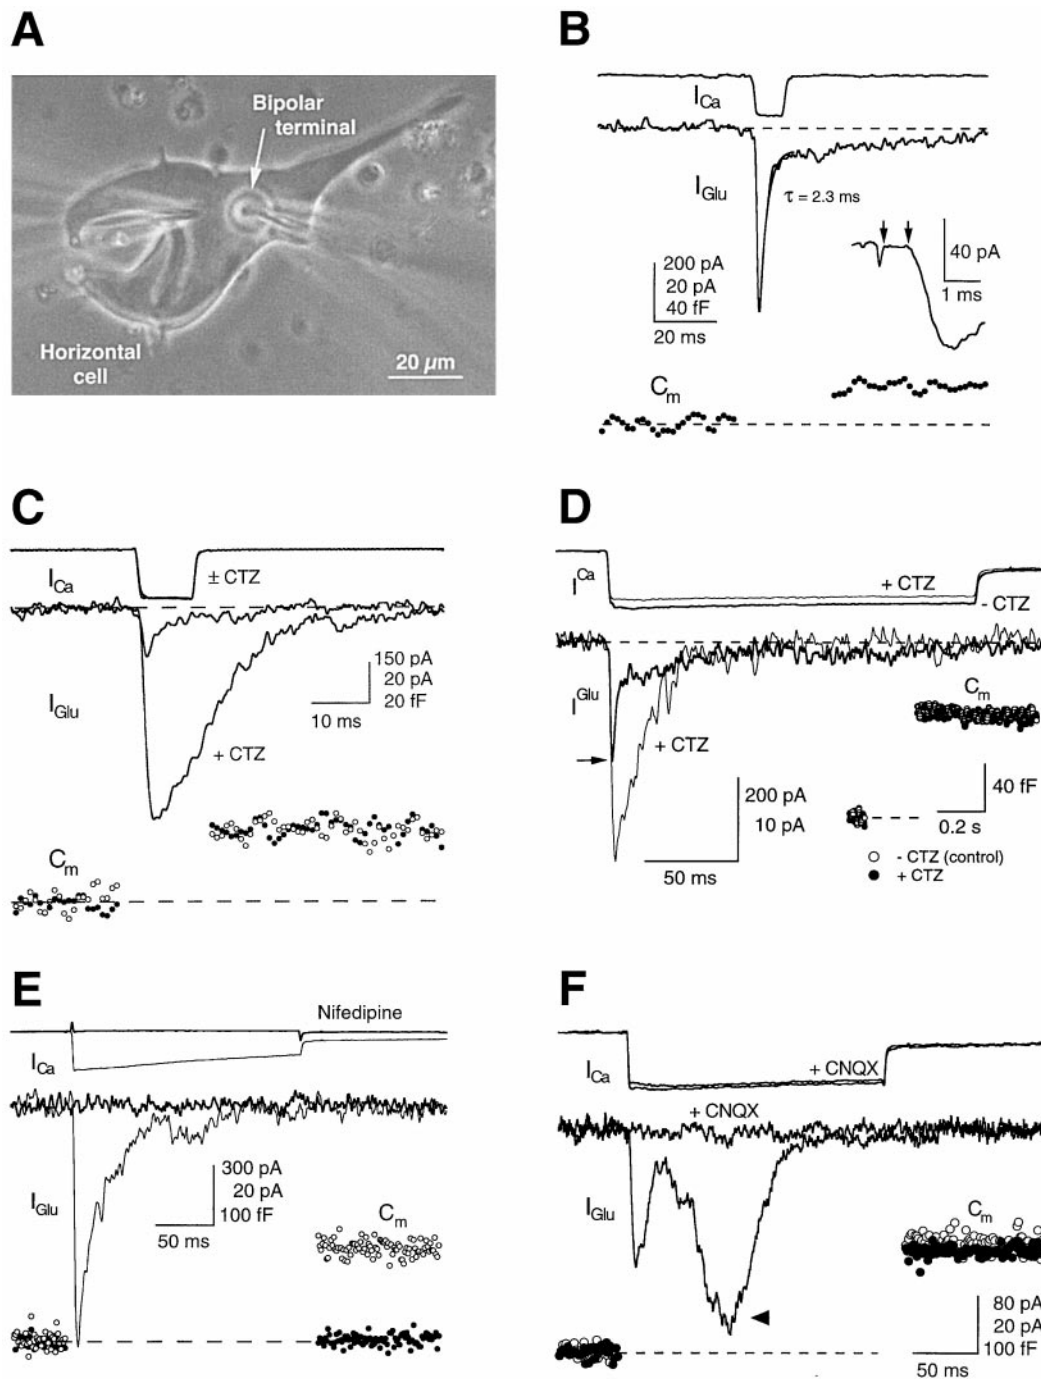 A
Bipolar
terminal
Horizontal
cell
20 µm
B
I_Ca
I_Glu
τ = 2.3 ms
40 pA
1 ms
200 pA
20 pA
40 fF
20 ms
C_m
C
I_Ca
± CTZ
I_Glu
150 pA
20 pA
20 fF
10 ms
+ CTZ
C_m
D
I^Ca
+ CTZ
- CTZ
I^Glu
+ CTZ
C_m
200 pA
10 pA
50 ms
40 fF
0.2 s
- CTZ (control)
+ CTZ
E
Nifedipine
I_Ca
I_Glu
300 pA
20 pA
100 fF
50 ms
C_m
F
I_Ca
+ CNQX
+ CNQX
I_Glu
C_m
80 pA
20 pA
100 fF
50 ms